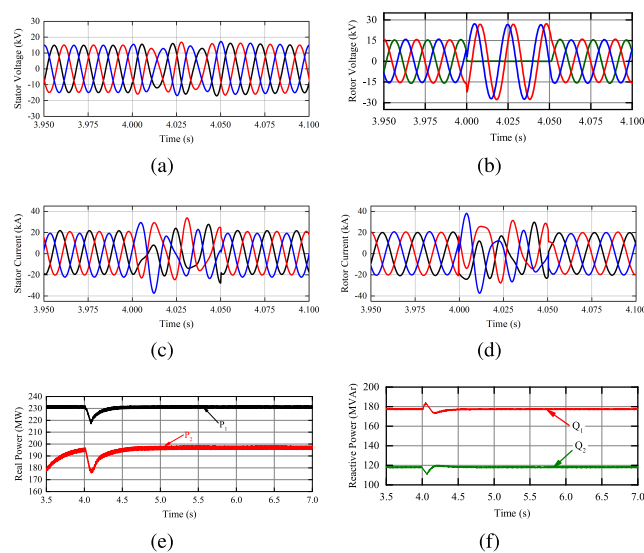 30
20
10
0
-10
-20
-30
Stator Voltage (kV)
3.950 3.975 4.000 4.025 4.050 4.075 4.100
Time (s)
(a)
30
15
0
-15
-30
Rotor Voltage (kV)
3.950 3.975 4.000 4.025 4.050 4.075 4.100
Time (s)
(b)
40
20
0
-20
-40
Stator Current (kA)
3.950 3.975 4.000 4.025 4.050 4.075 4.100
Time (s)
(c)
40
20
0
-20
-40
Rotor Current (kA)
3.950 3.975 4.000 4.025 4.050 4.075 4.100
Time (s)
(d)
240
230
220
210
200
190
180
170
160
Real Power (MW)
P1
P2
3.5 4.0 4.5 5.0 5.5 6.0 6.5 7.0
Time (s)
(e)
200
180
160
140
120
100
Reactive Power (MVAr)
Q1
Q2
3.5 4.0 4.5 5.0 5.5 6.0 6.5 7.0
Time (s)
(f)